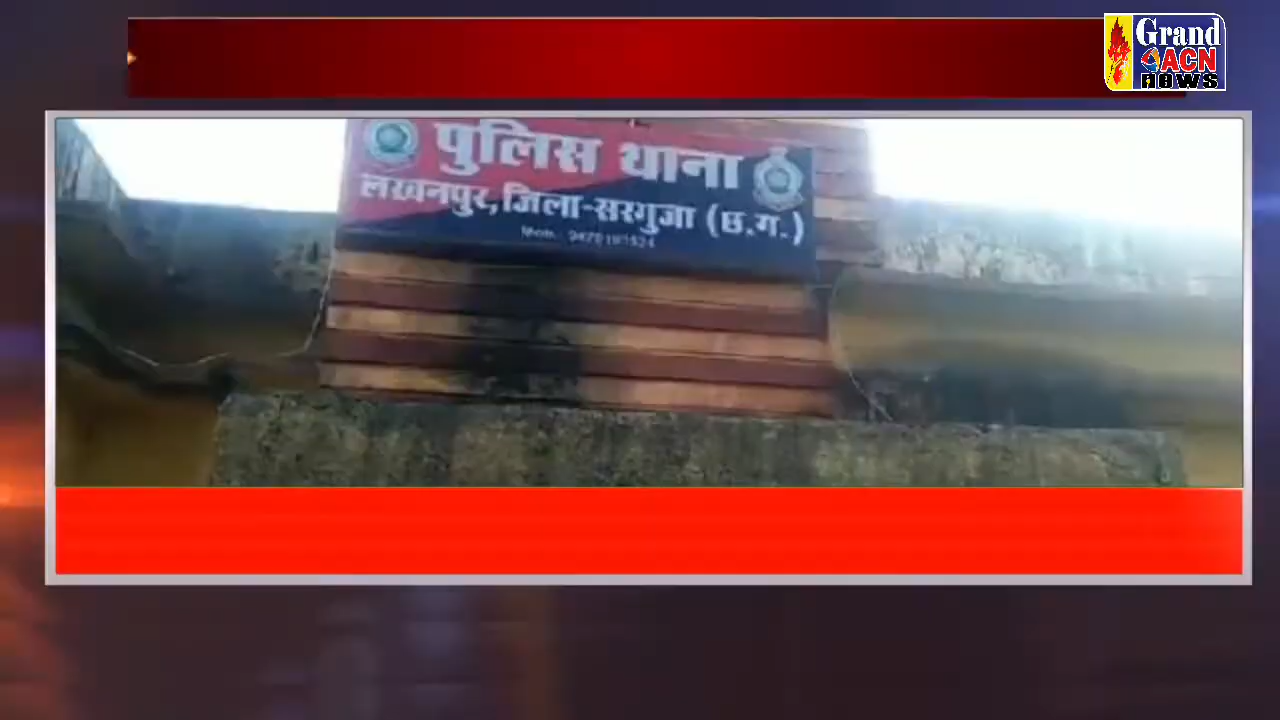 Grand
ACN
news
पुलिस थाना
लखनपुर, जिला-सरगुजा (छ.ग.)